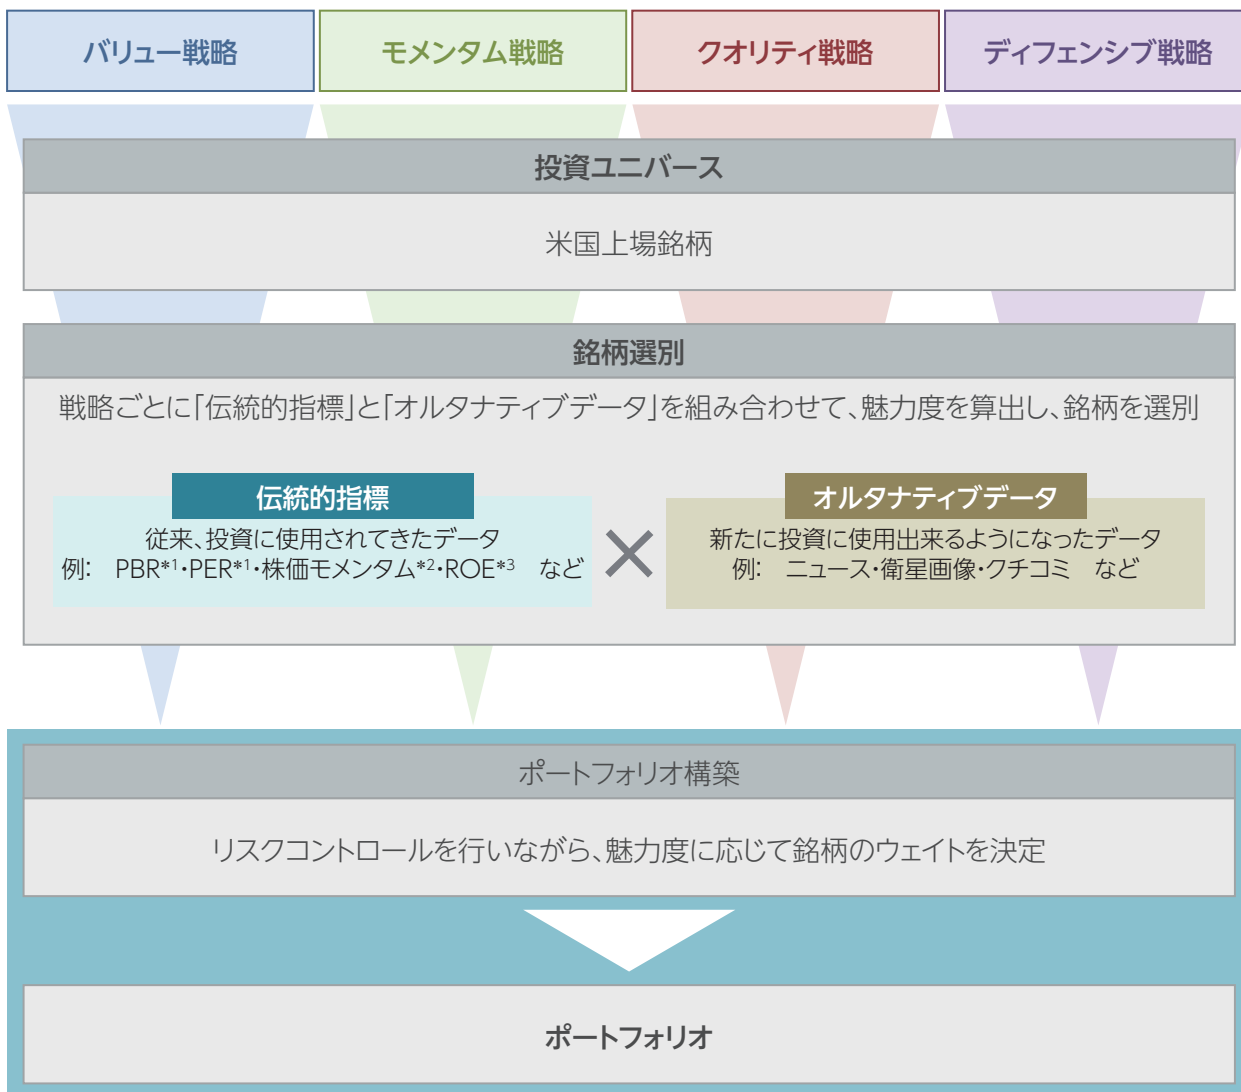 バリュー戦略
モメンタム戦略
クオリティ戦略
ディフェンシブ戦略
投資ユニバース
米国上場銘柄
銘柄選別
戦略ごとに「伝統的指標」と「オルタナティブデータ」を組み合わせて、魅力度を算出し、銘柄を選別
伝統的指標
従来、投資に使用されてきたデータ
例： PBR*1・PER*1・株価モメンタム*2・ROE*3 など
×
オルタナティブデータ
新たに投資に使用出来るようになったデータ
例： ニュース・衛星画像・クチコミ など
ポートフォリオ構築
リスクコントロールを行いながら、魅力度に応じて銘柄のウェイトを決定
ポートフォリオ